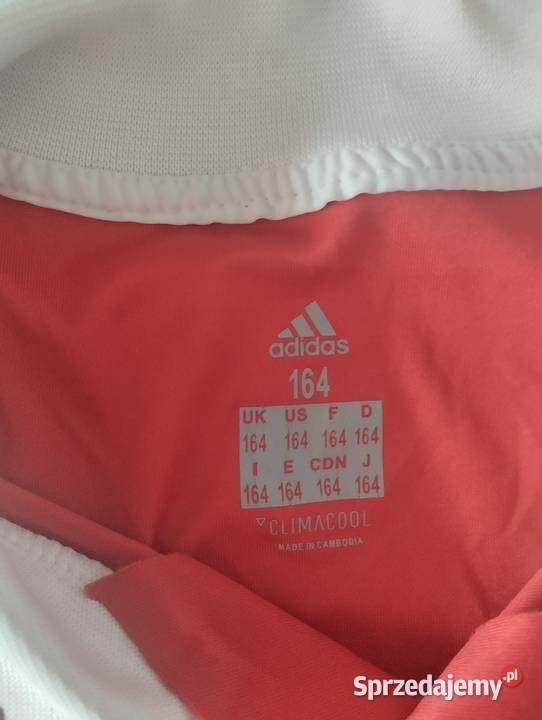 adidas
164
UK US F D
164 164 164 164
I E CDN J
164 164 164 164
CLIMACOOL
MADE IN CAMBODIA
Sprzedajemy.pl